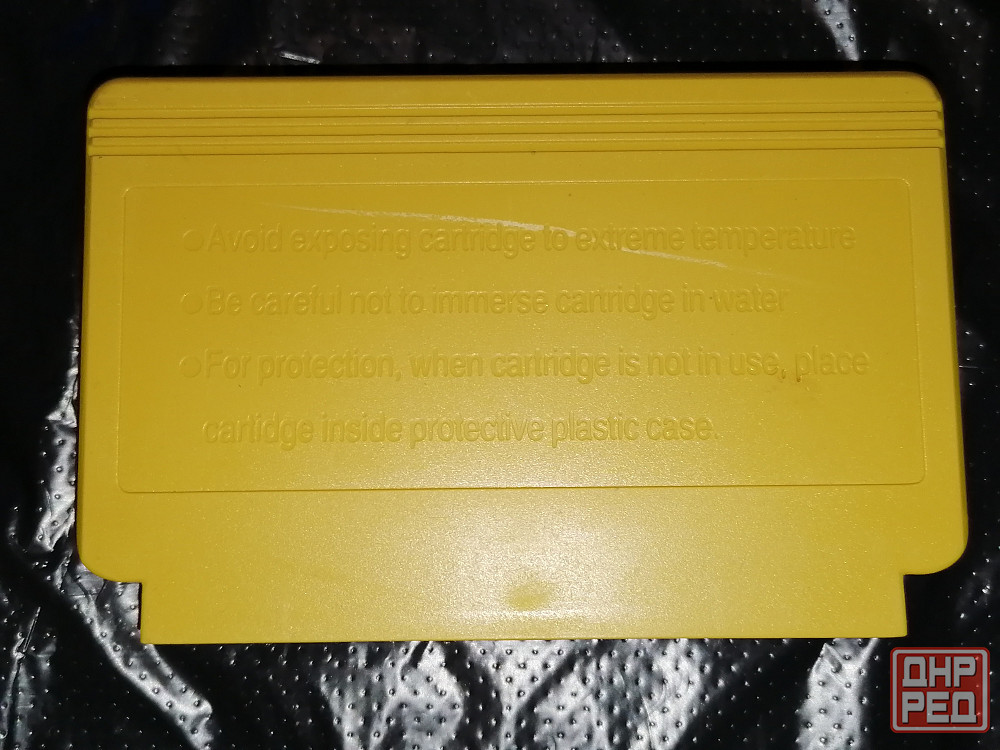 ●Avoid exposing cartridge to extreme temperature
●Be careful not to immerse cartridge in water
●For protection, when cartridge is not in use, place
cartidge inside protective plastic case.
ДНР
РЕД